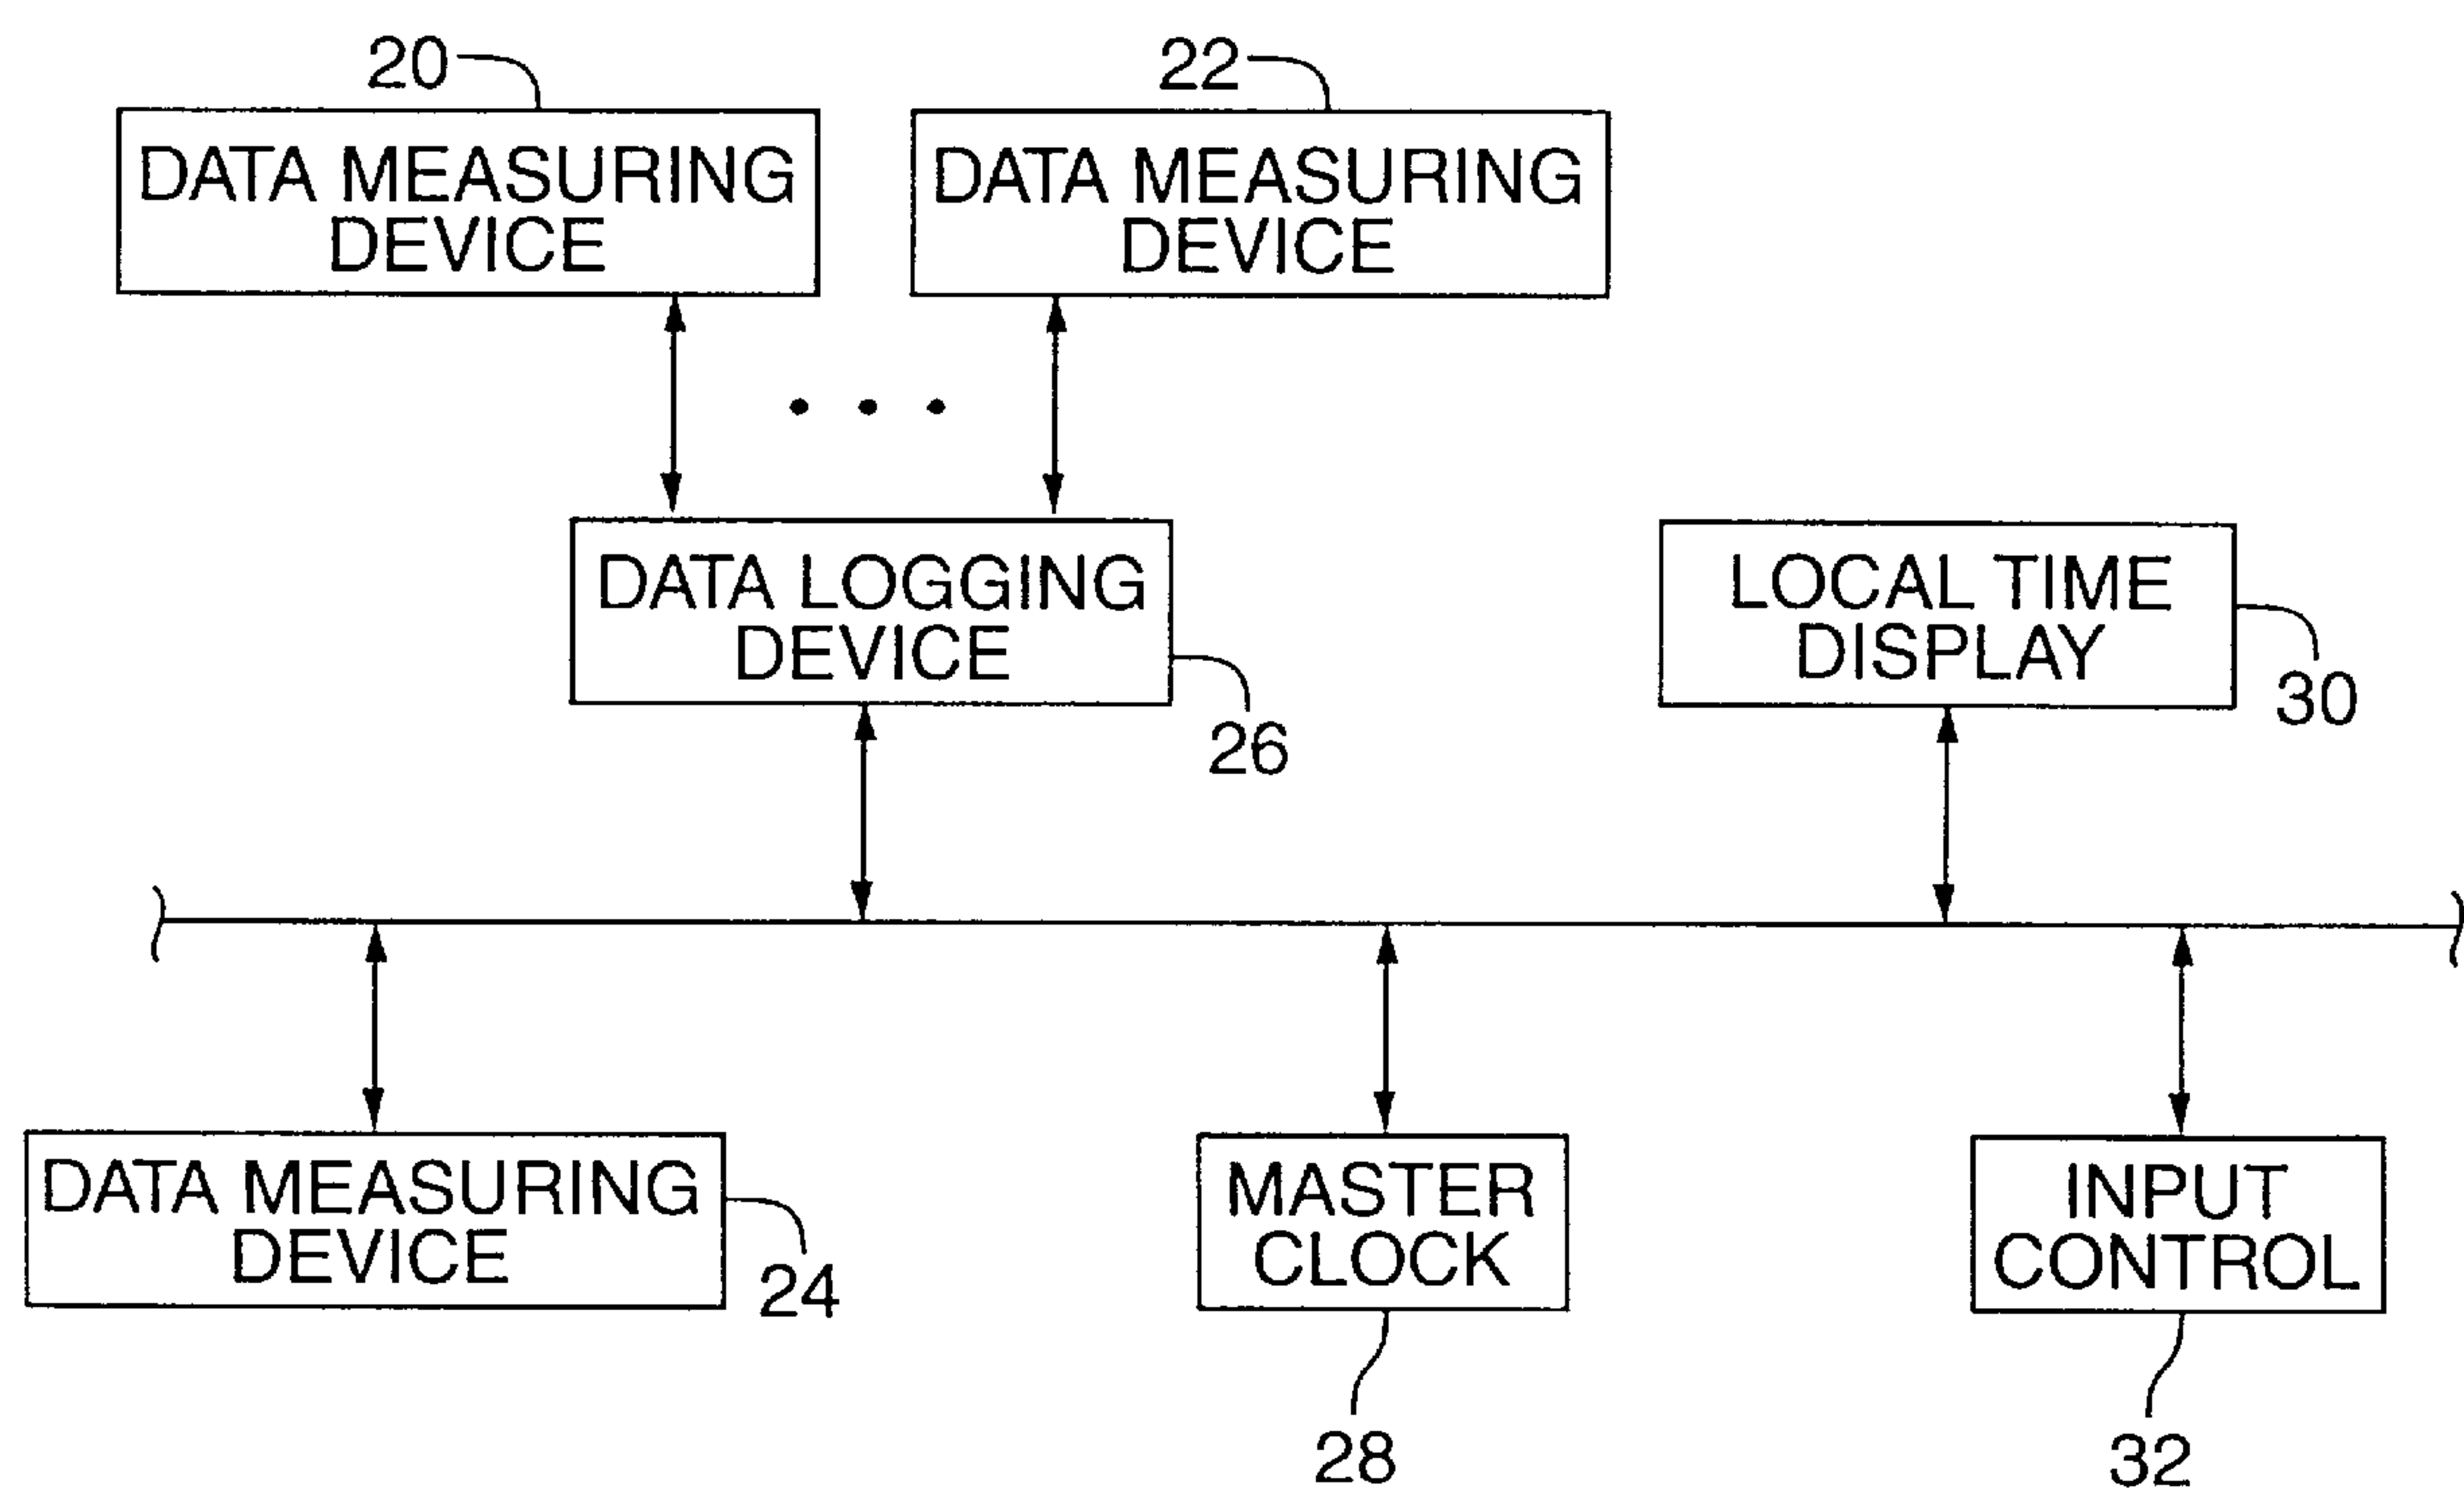 20
22
DATA MEASURING
DEVICE
DATA MEASURING
DEVICE
DATA LOGGING
DEVICE
26
LOCAL TIME
DISPLAY
30
DATA MEASURING
DEVICE
24
MASTER
CLOCK
28
INPUT
CONTROL
32